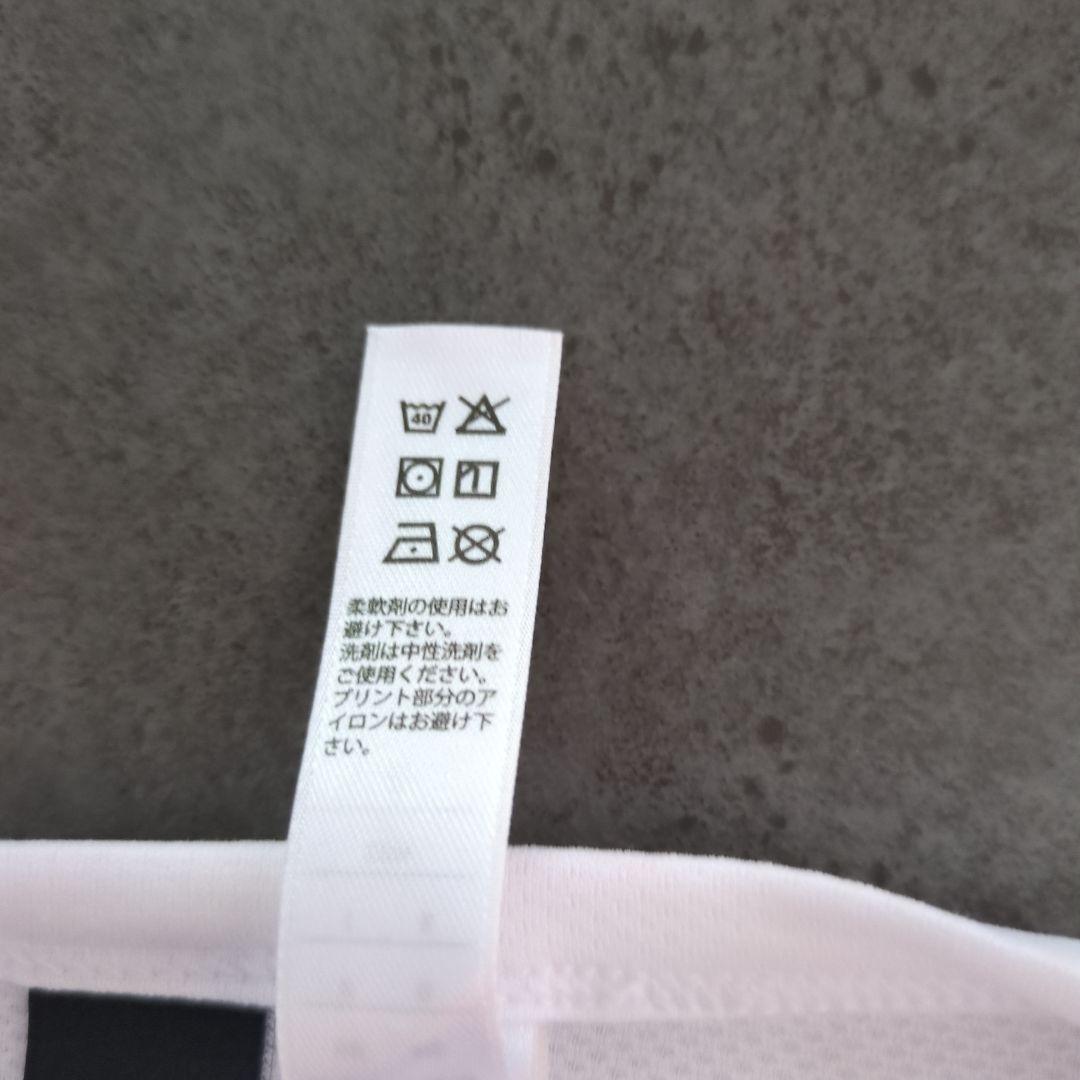 40
柔軟剤の使用はお
避け下さい。
洗剤は中性洗剤を
ご使用ください。
プリント部分のア
イロンはお避け下
さい。